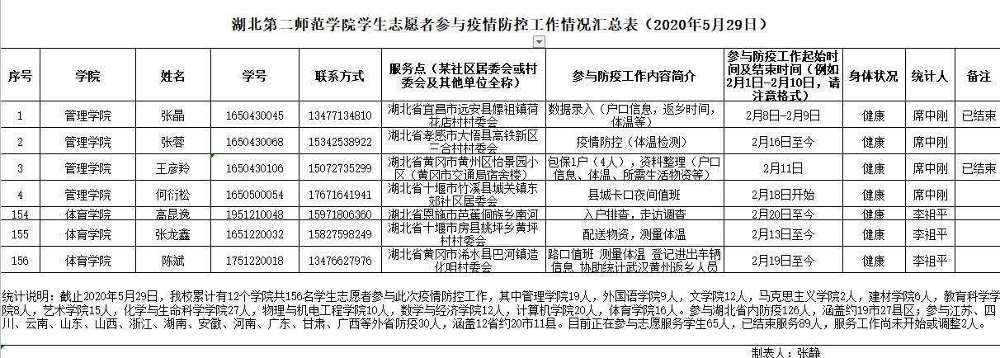 湖北第二师范学院学生志愿者参与疫情防控工作情况汇总表（2020年5月29日）
序号 学院 姓名 学号 联系方式 服务点（某社区居委会或村委会及其他单位全称） 参与防疫工作内容简介 参与防疫工作起始时间及结束时间（例如2月1日-2月10日，请注意格式） 身体状况 统计人 备注
1 管理学院 张晶 1650430045 13477134810 湖北省宜昌市远安县嫘祖镇荷花店村村委会 数据录入（户口信息，返乡时间，体温等） 2月8日-2月9日 健康 席中刚 已结束
2 管理学院 张蓉 1650430068 15342538922 湖北省孝感市大悟县高铁新区三合村村委会 疫情防控（体温检测） 2月16日至今 健康 席中刚
3 管理学院 王彦羚 1650430106 15072735299 湖北省黄冈市黄州区怡景园小区（黄冈市交通局宿舍楼） 包保1户（4人），资料整理（户口信息、体温、所需生活物资等） 2月11日 健康 席中刚 已结束
4 管理学院 何衍松 1650500054 17671641941 湖北省十堰市竹溪县城关镇东郊社区居委会 县城卡口夜间值班 2月18日开始 健康 席中刚
154 体育学院 高昆逸 1951210048 15971806360 湖北省恩施市芭蕉侗族乡南河 入户排查，走访调查 2月20日至今 健康 李祖平
155 体育学院 张龙鑫 1651220032 15827598249 湖北省十堰市房县姚坪乡黄坪村村委会 配送物资，测量体温 2月13日至今 健康 李祖平
156 体育学院 陈斌 1751220018 13476627976 湖北省黄冈市浠水县巴河镇造化咀村委会 路口值班 测量体温 登记进出车辆信息 协助统计武汉黄州返乡人员 2月19日至今 健康 李祖平
统计说明：截止2020年5月29日，我校累计有12个学院共156名学生志愿者参与此次疫情防控工作，其中管理学院19人，外国语学院9人，文学院12人，马克思主义学院2人，建材学院6人，教育科学学
院8人，艺术学院15人，化学与生命科学学院27人，物理与机电工程学院10人，数学与经济学院12人，计算机学院20人，体育学院16人。参与湖北省内防疫126人，涵盖约19市27县区；参与江苏、四
川、云南、山东、山西、浙江、湖南、安徽、河南、广东、甘肃、广西等外省防疫30人，涵盖12省约20市11县。目前正在参与志愿服务学生65人，已结束服务89人，服务工作尚未开始或调整2人。
制表人：张静